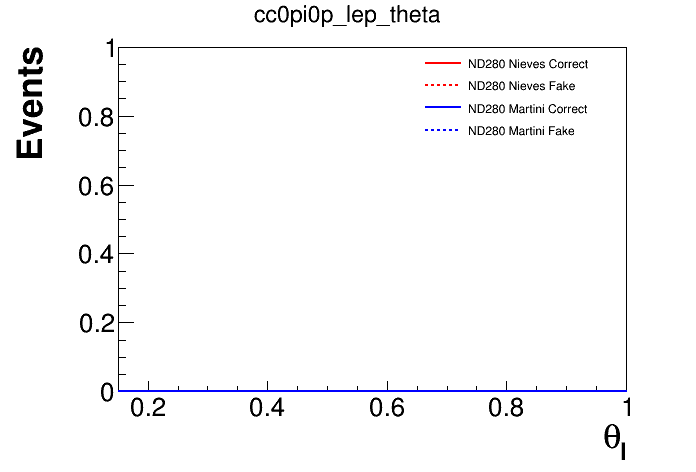 cc0pi0p_lep_theta
Events
1
0.8
0.6
0.4
0.2
0
ND280 Nieves Correct
ND280 Nieves Fake
ND280 Martini Correct
ND280 Martini Fake
0.2 0.4 0.6 0.8 1
θl